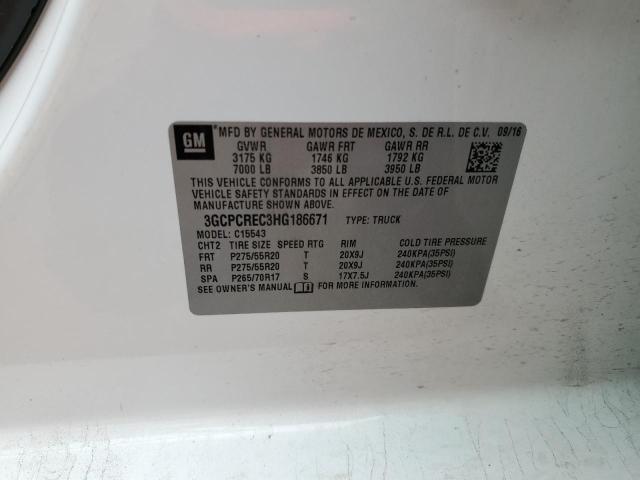 GM *MFD BY GENERAL MOTORS DE MEXICO, S. DE R.L. DE C.V. 09/16
GVWR GAWR FRT GAWR RR
3175 KG 1746 KG 1792 KG
7000 LB 3850 LB 3950 LB
THIS VEHICLE CONFORMS TO ALL APPLICABLE U.S. FEDERAL MOTOR
VEHICLE SAFETY STANDARDS IN EFFECT ON THE DATE OF
MANUFACTURE SHOWN ABOVE.
3GCPCREC3HG186671 TYPE: TRUCK
MODEL: C15543
CHT2 TIRE SIZE SPEED RTG RIM COLD TIRE PRESSURE
FRT P275/55R20 T 20X9J 240KPA(35PSI)
RR P275/55R20 T 20X9J 240KPA(35PSI)
SPA P265/70R17 S 17X7.5J 240KPA(35PSI)
SEE OWNER'S MANUAL FOR MORE INFORMATION.